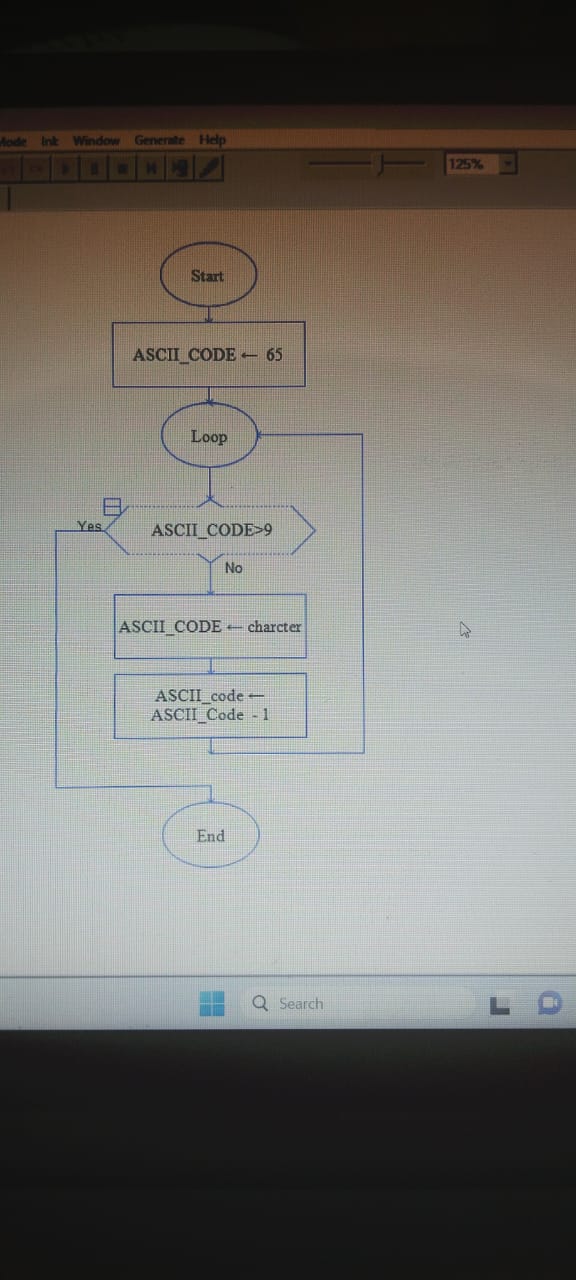 Mode Ink Window Generate Help
125%
Start
ASCII_CODE ← 65
Loop
ASCII_CODE>9
Yes
No
ASCII_CODE ← charcter
ASCII_code ←
ASCII_Code - 1
End
Search